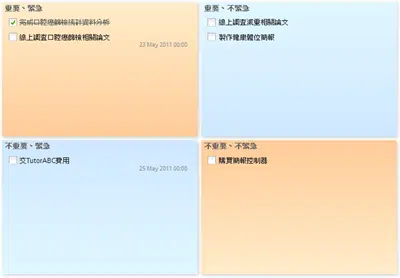 重要、緊急
完成口腔癌篩檢統計資料分析
線上調查口腔癌篩檢相關論文
23 May 2011 00:00
重要、不緊急
線上調查派量相關論文
製作健康體位簡報
不重要、緊急
交TutorABC費用
25 May 2011 00:00
不重要、不緊急
購買簡報控制器